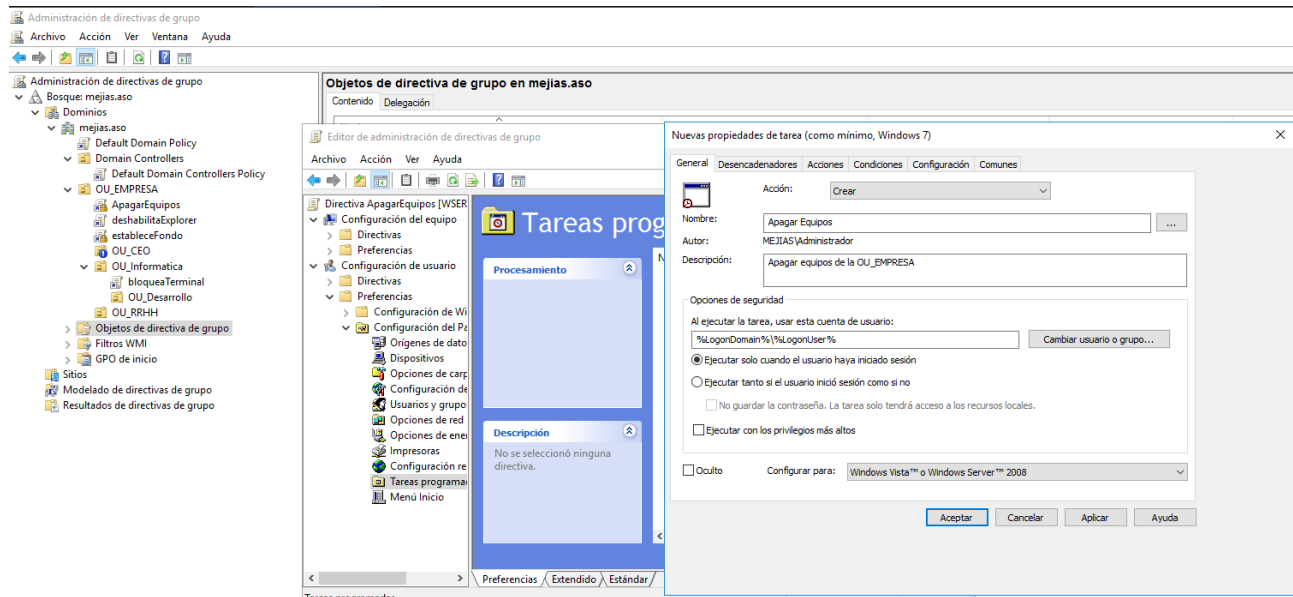 Administración de directivas de grupo
Archivo Acción Ver Ventana Ayuda
Administración de directivas de grupo
Bosque: mejias.aso
Dominios
mejias.aso
Default Domain Policy
Domain Controllers
Default Domain Controllers Policy
OU_EMPRESA
ApagarEquipos
deshabilitaExplorer
estableceFondo
OU_CEO
OU_Informatica
bloqueaTerminal
OU_Desarrollo
OU_RRHH
Objetos de directiva de grupo
Filtros WMI
GPO de inicio
Sitios
Modelado de directivas de grupo
Resultados de directivas de grupo
Objetos de directiva de grupo en mejias.aso
Contenido Delegación
Editor de administración de directivas de grupo
Archivo Acción Ver Ayuda
Directiva ApagarEquipos [WSER
Configuración del equipo
Directivas
Preferencias
Configuración de usuario
Directivas
Preferencias
Configuración de Wi
Configuración del Pa
Orígenes de dato
Dispositivos
Opciones de carp
Configuración de
Usuarios y grupo
Opciones de red
Opciones de ener
Impresoras
Configuración re
Tareas programa
Menú Inicio
Tareas prog
Procesamiento
Descripción
No se seleccionó ninguna
directiva.
Preferencias Extendido Estándar
Tareas programadas
Nuevas propiedades de tarea (como mínimo, Windows 7)
General Desencadenadores Acciones Condiciones Configuración Comunes
Acción: Crear
Nombre: Apagar Equipos ...
Autor: MEJIAS\Administrador
Descripción: Apagar equipos de la OU_EMPRESA
Opciones de seguridad
Al ejecutar la tarea, usar esta cuenta de usuario:
%LogonDomain%\%LogonUser% Cambiar usuario o grupo...
Ejecutar solo cuando el usuario haya iniciado sesión
Ejecutar tanto si el usuario inició sesión como si no
No guardar la contraseña. La tarea solo tendrá acceso a los recursos locales.
Ejecutar con los privilegios más altos
Oculto Configurar para: Windows Vista™ o Windows Server™ 2008
Aceptar Cancelar Aplicar Ayuda